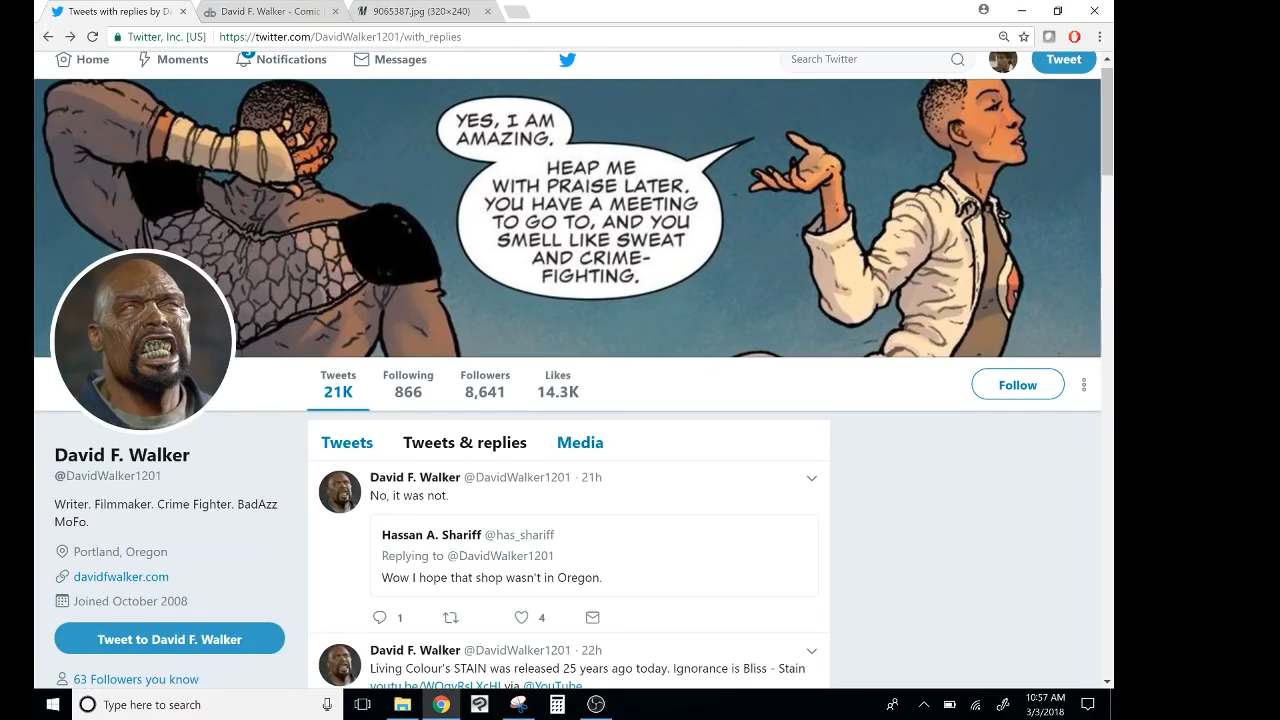 Tweets with replies by Da
David F. Walker - Comic
9065387.jpg (320×240)
Twitter, Inc. [US]
https://twitter.com/DavidWalker1201/with_replies
Home
Moments
Notifications
Messages
Search Twitter
Tweet
YES, I AM
AMAZING.
HEAP ME
WITH PRAISE LATER.
YOU HAVE A MEETING
TO GO TO, AND YOU
SMELL LIKE SWEAT
AND CRIME-
FIGHTING.
Tweets Following Followers Likes
21K 866 8,641 14.3K
Follow
David F. Walker
@DavidWalker1201
Writer. Filmmaker. Crime Fighter. BadAzz
MoFo.
Portland, Oregon
davidfwalker.com
Joined October 2008
Tweet to David F. Walker
63 Followers you know
Tweets Tweets & replies Media
David F. Walker @DavidWalker1201 · 21h
No, it was not.
Hassan A. Shariff @has_shariff
Replying to @DavidWalker1201
Wow I hope that shop wasn't in Oregon.
1 4
David F. Walker @DavidWalker1201 · 22h
Living Colour's STAIN was released 25 years ago today. Ignorance is Bliss - Stain
via @YouTube
Type here to search
10:57 AM
3/3/2018